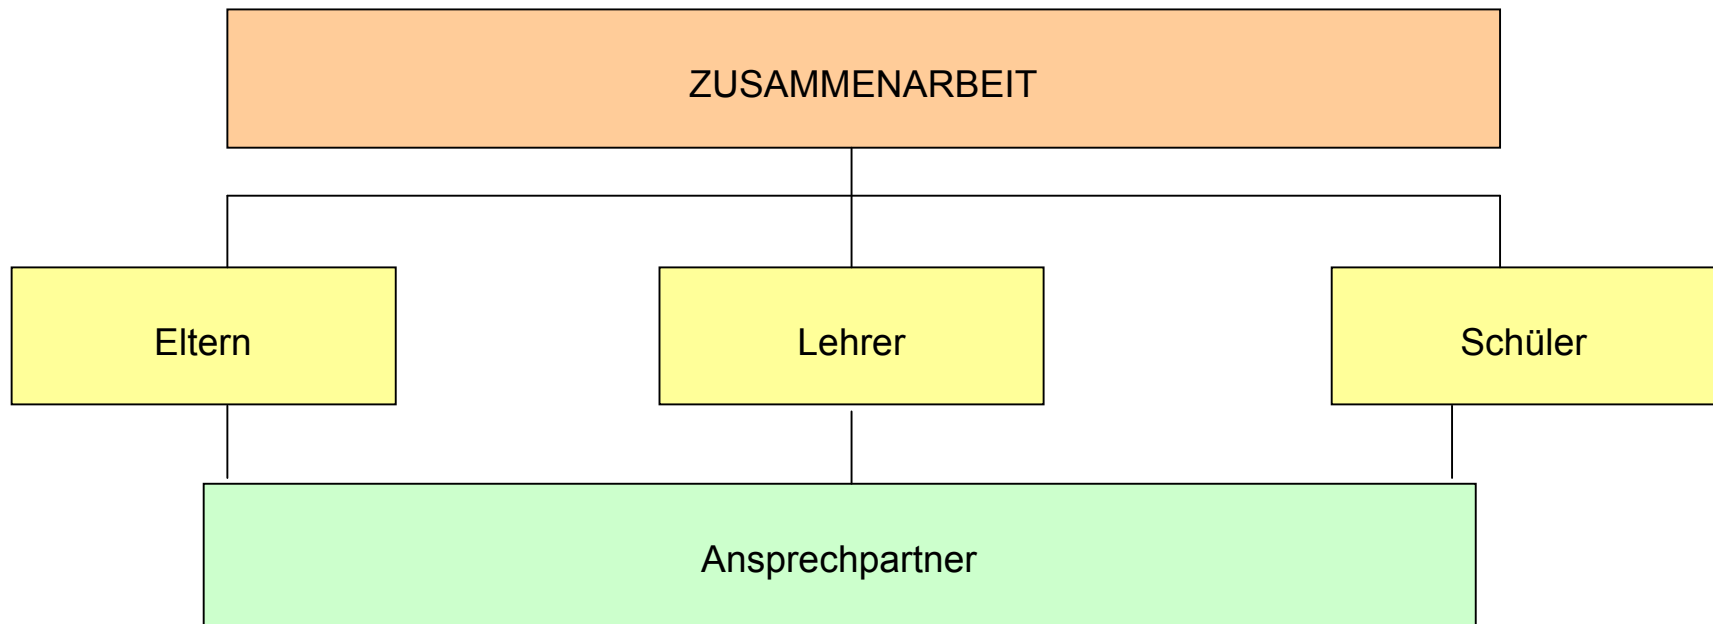 ZUSAMMENARBEIT
Eltern
Lehrer
Schüler
Ansprechpartner